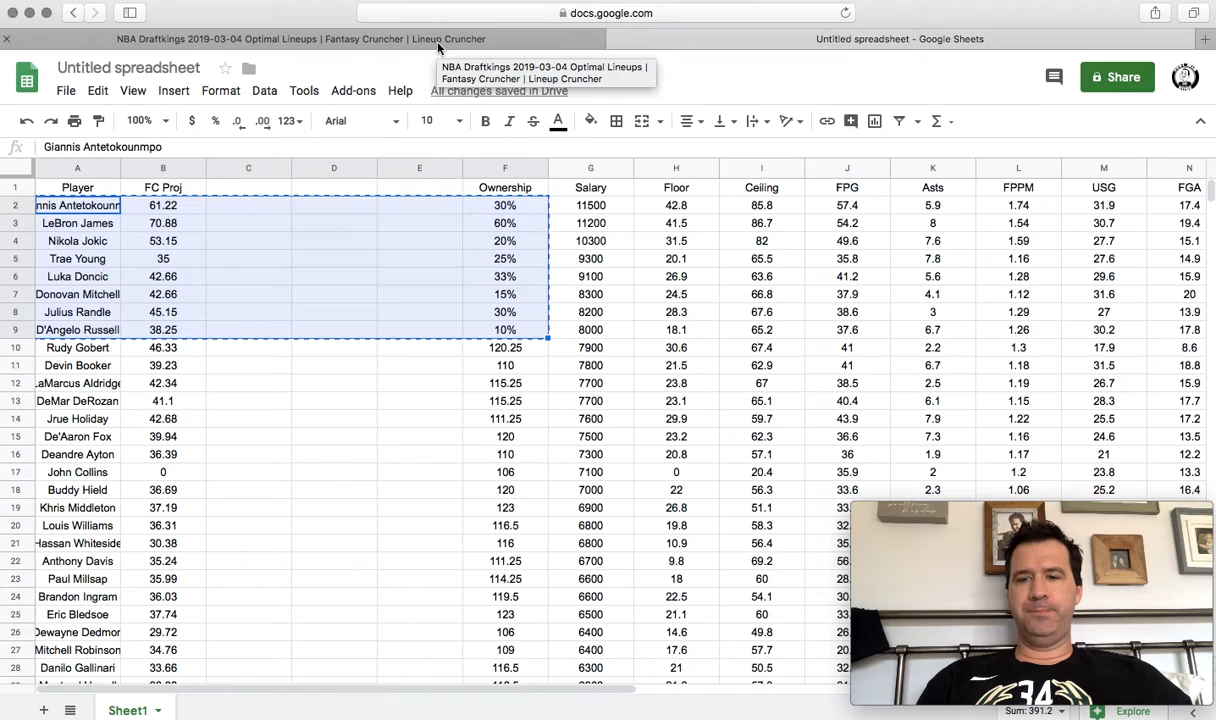 docs.google.com
NBA Draftkings 2019-03-04 Optimal Lineups | Fantasy Cruncher | Lineup Cruncher
Untitled spreadsheet - Google Sheets
Untitled spreadsheet
NBA Draftkings 2019-03-04 Optimal Lineups |
Fantasy Cruncher | Lineup Cruncher
File Edit View Insert Format Data Tools Add-ons Help All changes saved in Drive
Share
100% $ % .0 .00 123 Arial 10 B I S A
fx Giannis Antetokounmpo
A B C D E F G H I J K L M N
1 Player FC Proj Ownership Salary Floor Ceiling FPG Asts FPPM USG FGA
2 nnis Antetokounn 61.22 30% 11500 42.8 85.8 57.4 5.9 1.74 31.9 17.4
3 LeBron James 70.88 60% 11200 41.5 86.7 54.2 8 1.54 30.7 19.4
4 Nikola Jokic 53.15 20% 10300 31.5 82 49.6 7.6 1.59 27.7 15.1
5 Trae Young 35 25% 9300 20.1 65.5 35.8 7.8 1.16 27.6 14.9
6 Luka Doncic 42.66 33% 9100 26.9 63.6 41.2 5.6 1.28 29.6 15.9
7 Donovan Mitchell 42.66 15% 8300 24.5 66.8 37.9 4.1 1.12 31.6 20
8 Julius Randle 45.15 30% 8200 28.3 67.6 38.6 3 1.29 27 13.9
9 D'Angelo Russell 38.25 10% 8000 18.1 65.2 37.6 6.7 1.26 30.2 17.8
10 Rudy Gobert 46.33 120.25 7900 30.6 67.4 41 2.2 1.3 17.9 8.6
11 Devin Booker 39.23 110 7800 21.5 62.9 41 6.7 1.18 31.5 18.8
12 LaMarcus Aldridge 42.34 115.25 7700 23.8 67 38.5 2.5 1.19 26.7 15.9
13 DeMar DeRozan 41.1 115.25 7700 23.1 65.1 40.4 6.1 1.15 28.3 17.7
14 Jrue Holiday 42.68 111.25 7600 29.9 59.7 43.9 7.9 1.22 25.5 17.2
15 De'Aaron Fox 39.94 120 7500 23.2 62.3 36.6 7.3 1.16 24.6 13.5
16 Deandre Ayton 36.39 110 7300 20.8 57.1 36 1.9 1.17 21 12.2
17 John Collins 0 106 7100 0 20.4 35.9 2 1.2 23.8 13.3
18 Buddy Hield 36.69 120 7000 22 56.3 33.6 2.3 1.06 25.2 16.4
19 Khris Middleton 37.19 123 6900 26.8 51.1 33
20 Louis Williams 36.31 116.5 6800 19.8 58.3 32
21 Hassan Whiteside 30.38 116 6800 10.9 56.4
22 Anthony Davis 35.24 111.25 6700 9.8 69.2 56
23 Paul Millsap 35.99 114.25 6600 18 60 28
24 Brandon Ingram 36.03 119.5 6600 22.5 54.1 30
25 Eric Bledsoe 37.74 123 6500 21.1 60
26 Dewayne Dedmon 29.72 106 6400 14.6 49.8 26
27 Mitchell Robinson 34.76 109 6400 17.6 57.7 20
28 Danilo Gallinari 33.66 116.5 6300 21 50.5 32
34
Sheet1
Sum: 391.2
Explore